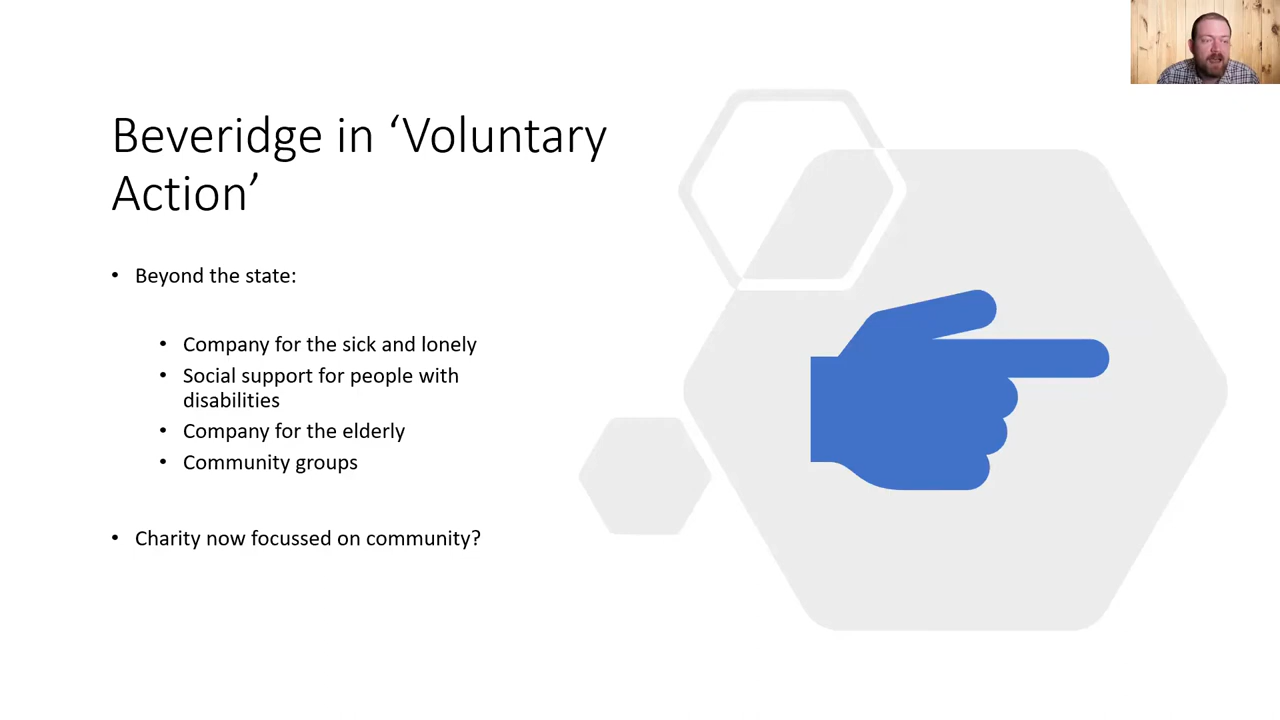 Beveridge in ‘Voluntary
Action’
• Beyond the state:
• Company for the sick and lonely
• Social support for people with
disabilities
• Company for the elderly
• Community groups
• Charity now focussed on community?